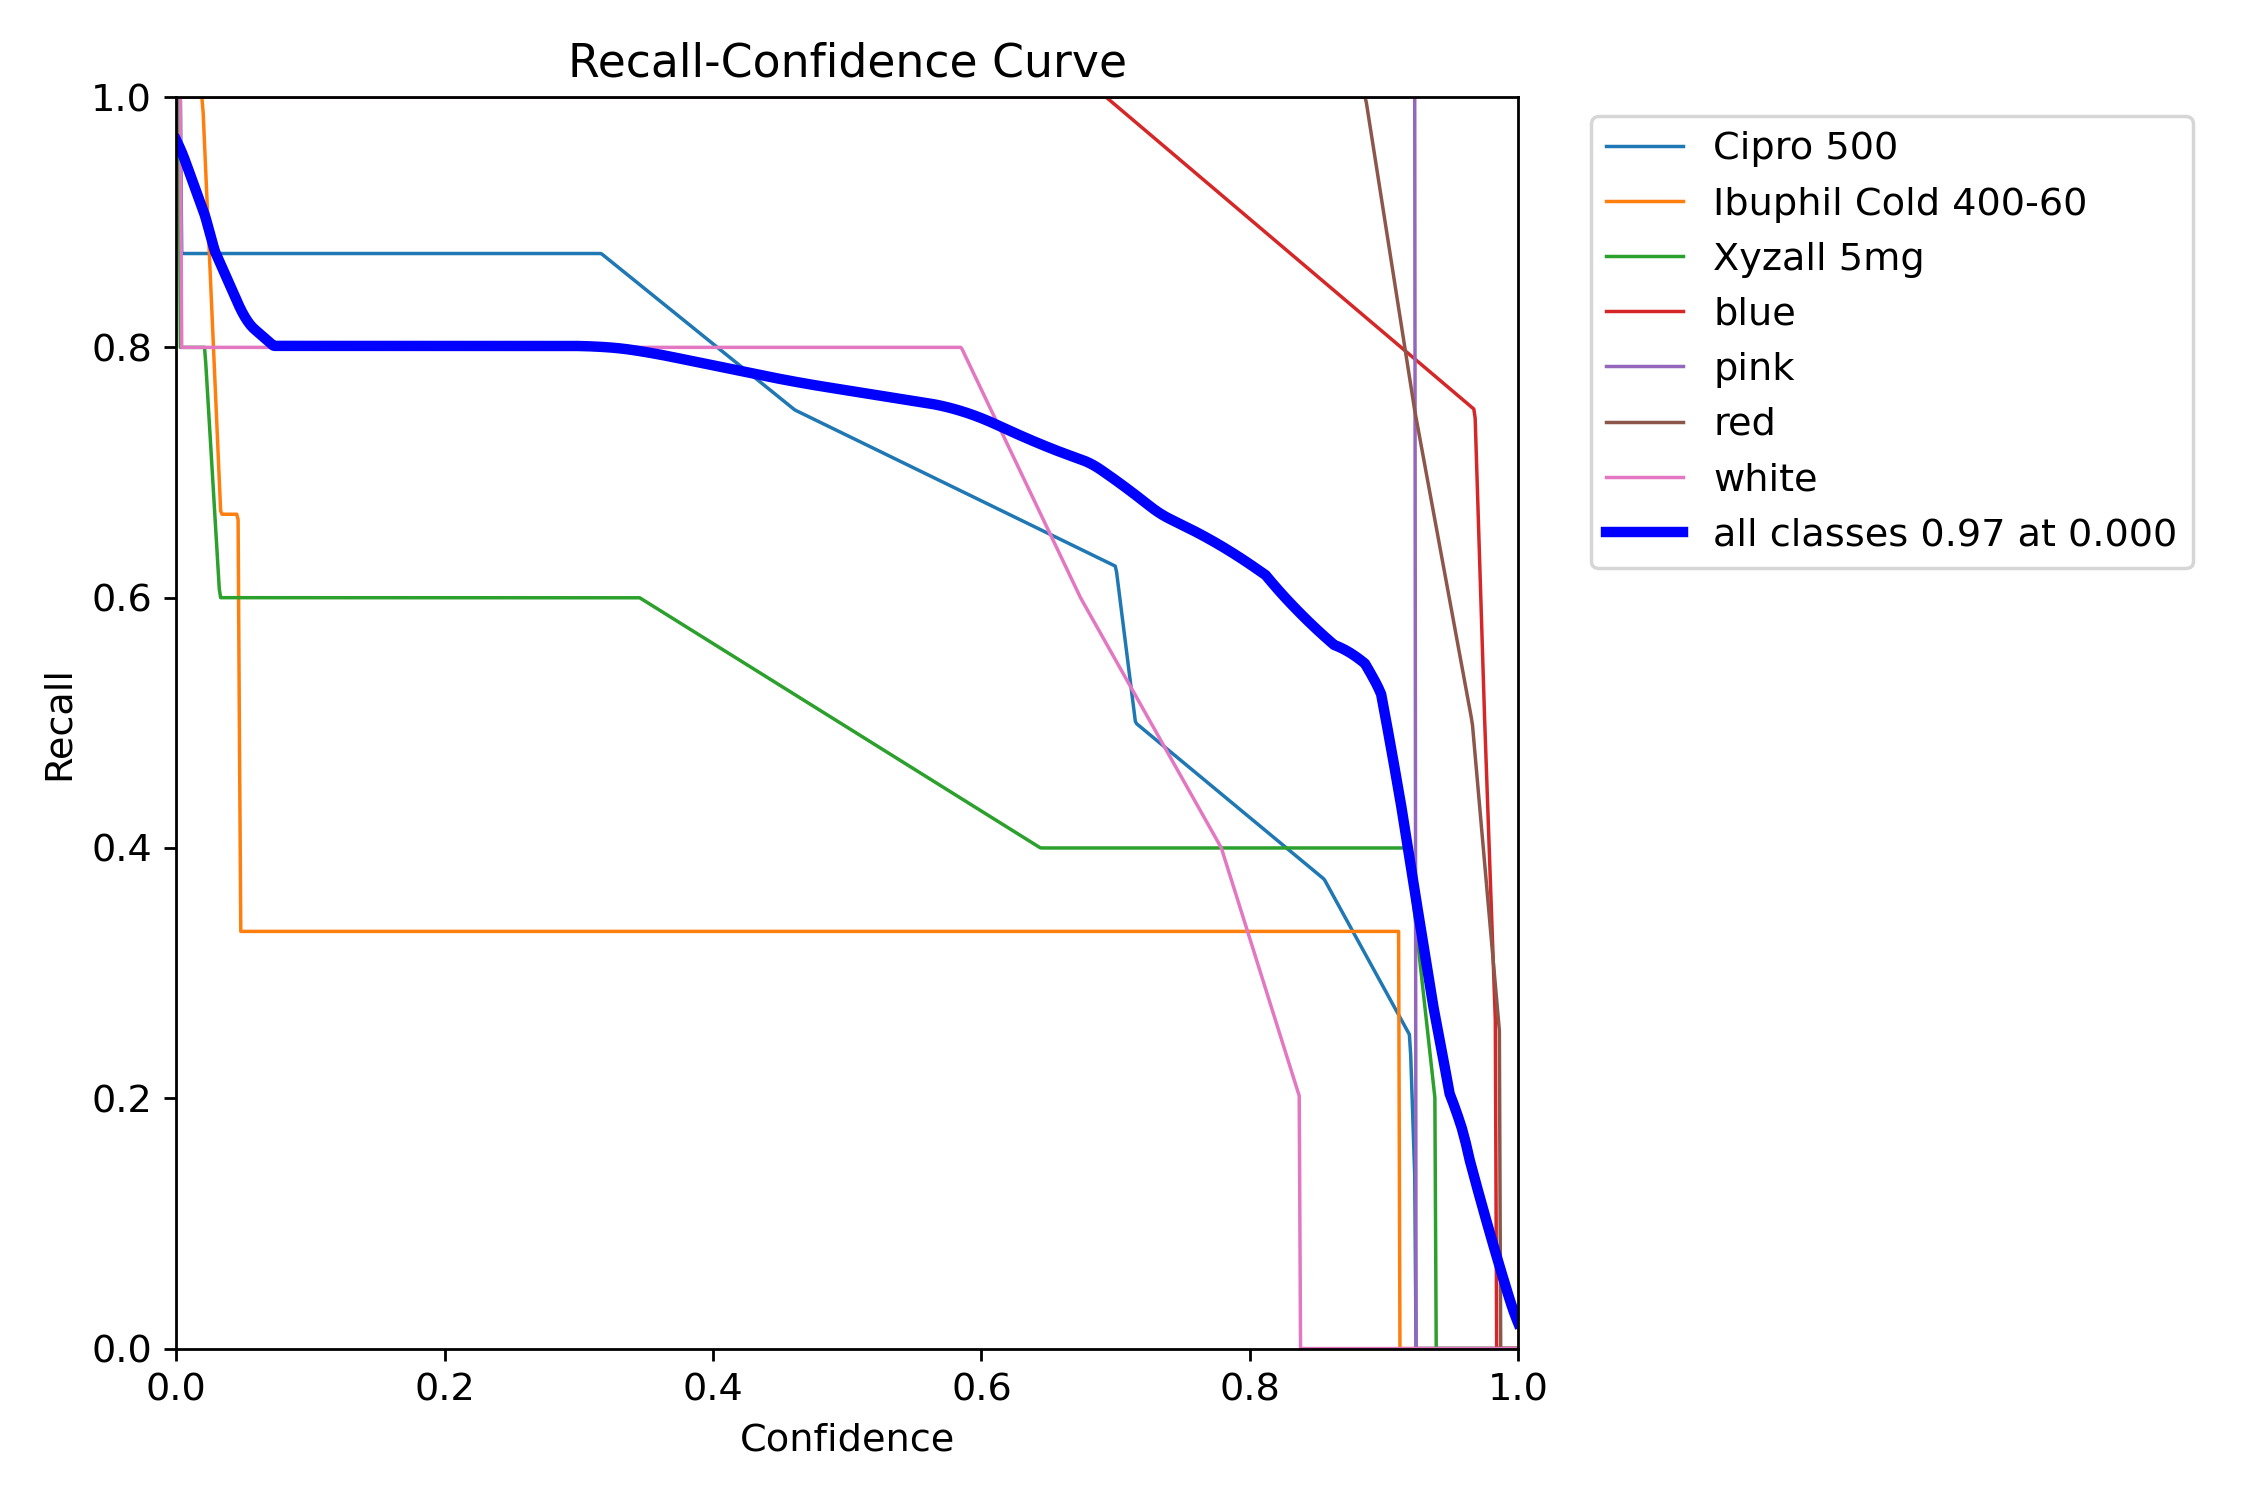 Recall-Confidence Curve
1.0
0.8
0.6
0.4
0.2
0.0
Recall
0.0 0.2 0.4 0.6 0.8 1.0
Confidence
Cipro 500
Ibuphil Cold 400-60
Xyzall 5mg
blue
pink
red
white
all classes 0.97 at 0.000